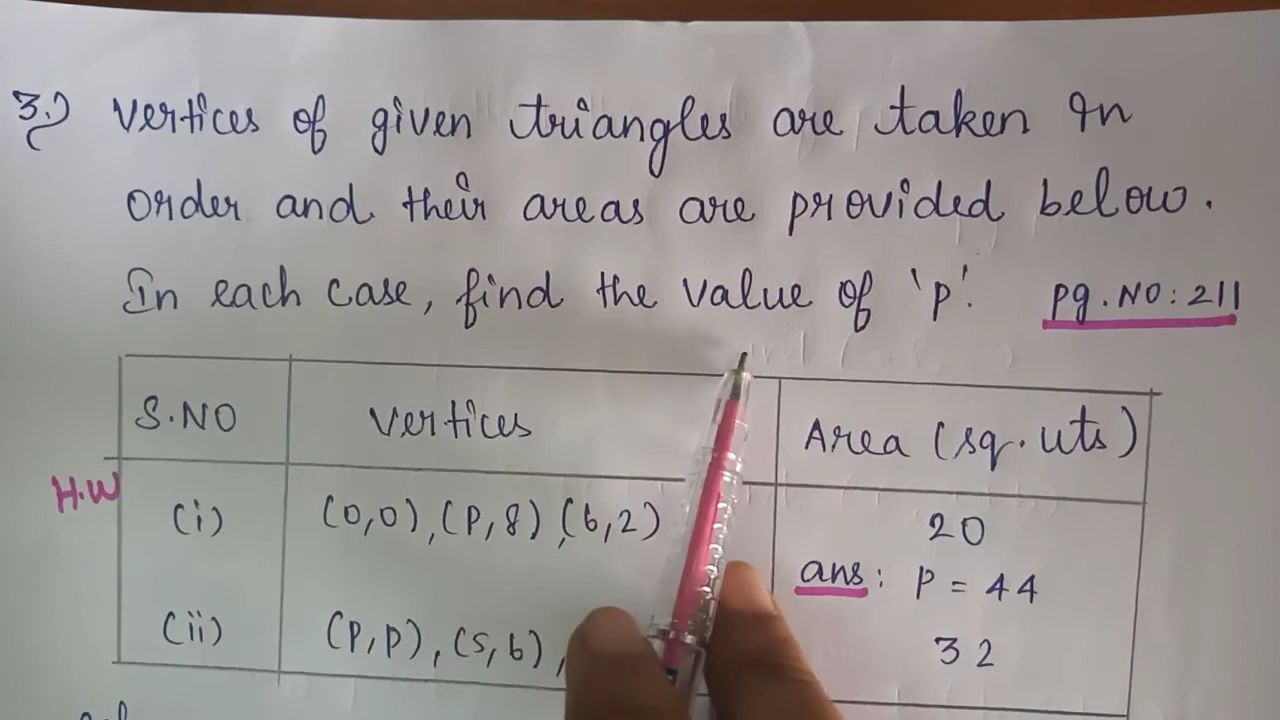 3.) Vertices of given triangles are taken in
order and their areas are provided below.
In each case, find the value of 'p'. Pg.NO:211
S.NO Vertices Area (sq.uts)
H.W (i) (0,0), (P,8), (6,2) 20
ans: P = 44
(ii) (P,P), (5,6), 32